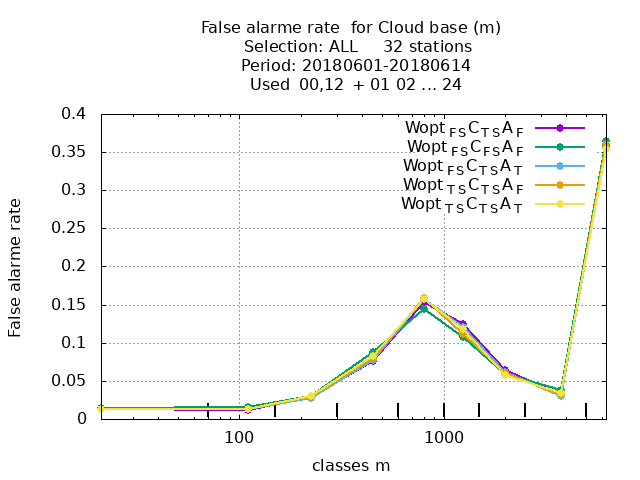 False alarme rate  for Cloud base (m)
Selection: ALL     32 stations
Period: 20180601-20180614
Used  00,12  + 01 02 ... 24
0.4
0.35
0.3
0.25
0.2
0.15
0.1
0.05
0
False alarme rate
Wopt FS C TS A F
Wopt FS C FS A F
Wopt FS C TS A T
Wopt TS C TS A F
Wopt TS C TS A T
100
1000
classes m